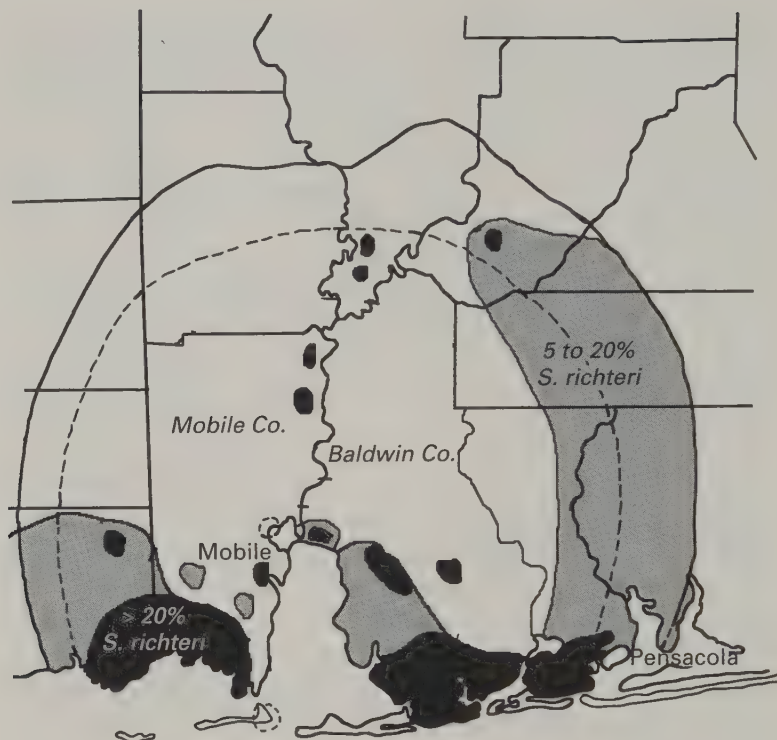 5 to 20%
S. richteri
Mobile Co.
Baldwin Co.
Mobile
> 20%
S. richteri
Pensacola